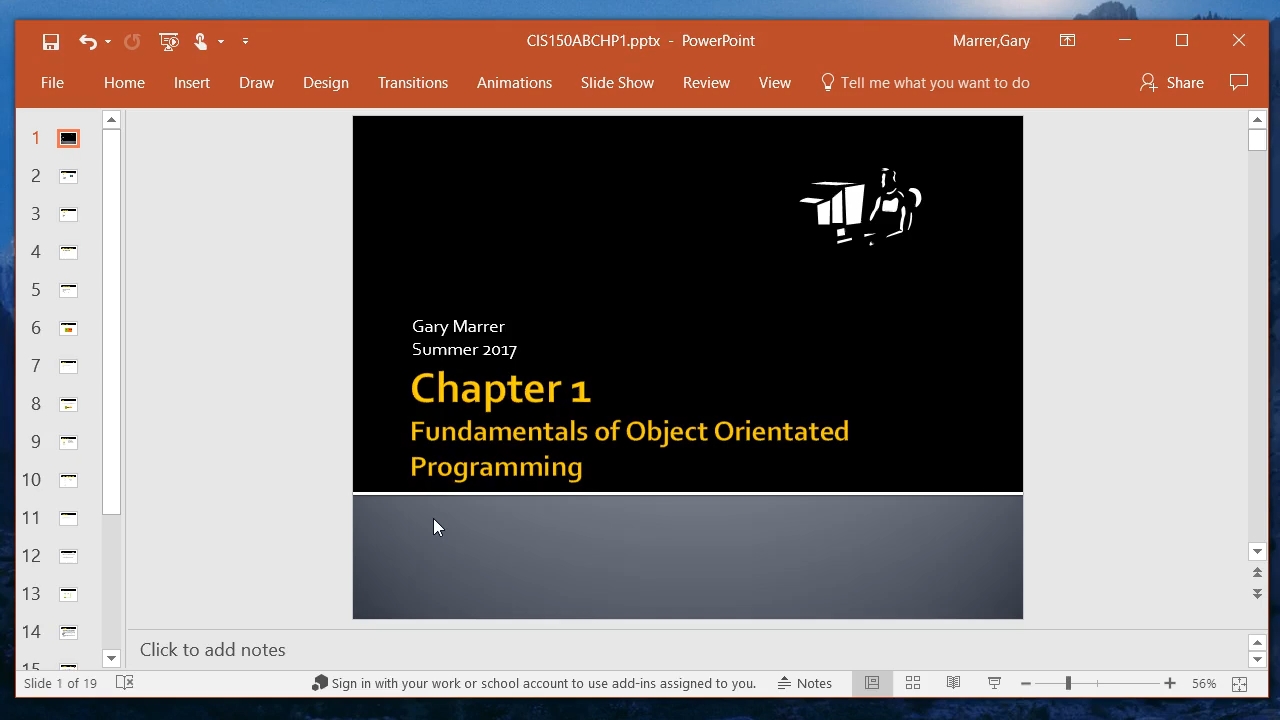 CIS150ABCHP1.pptx - PowerPoint
Marrer,Gary
File Home Insert Draw Design Transitions Animations Slide Show Review View Tell me what you want to do Share
1
2
3
4
5
6
7
8
9
10
11
12
13
14
15
Gary Marrer
Summer 2017
Chapter 1
Fundamentals of Object Orientated
Programming
Click to add notes
Slide 1 of 19 Sign in with your work or school account to use add-ins assigned to you. Notes 56%